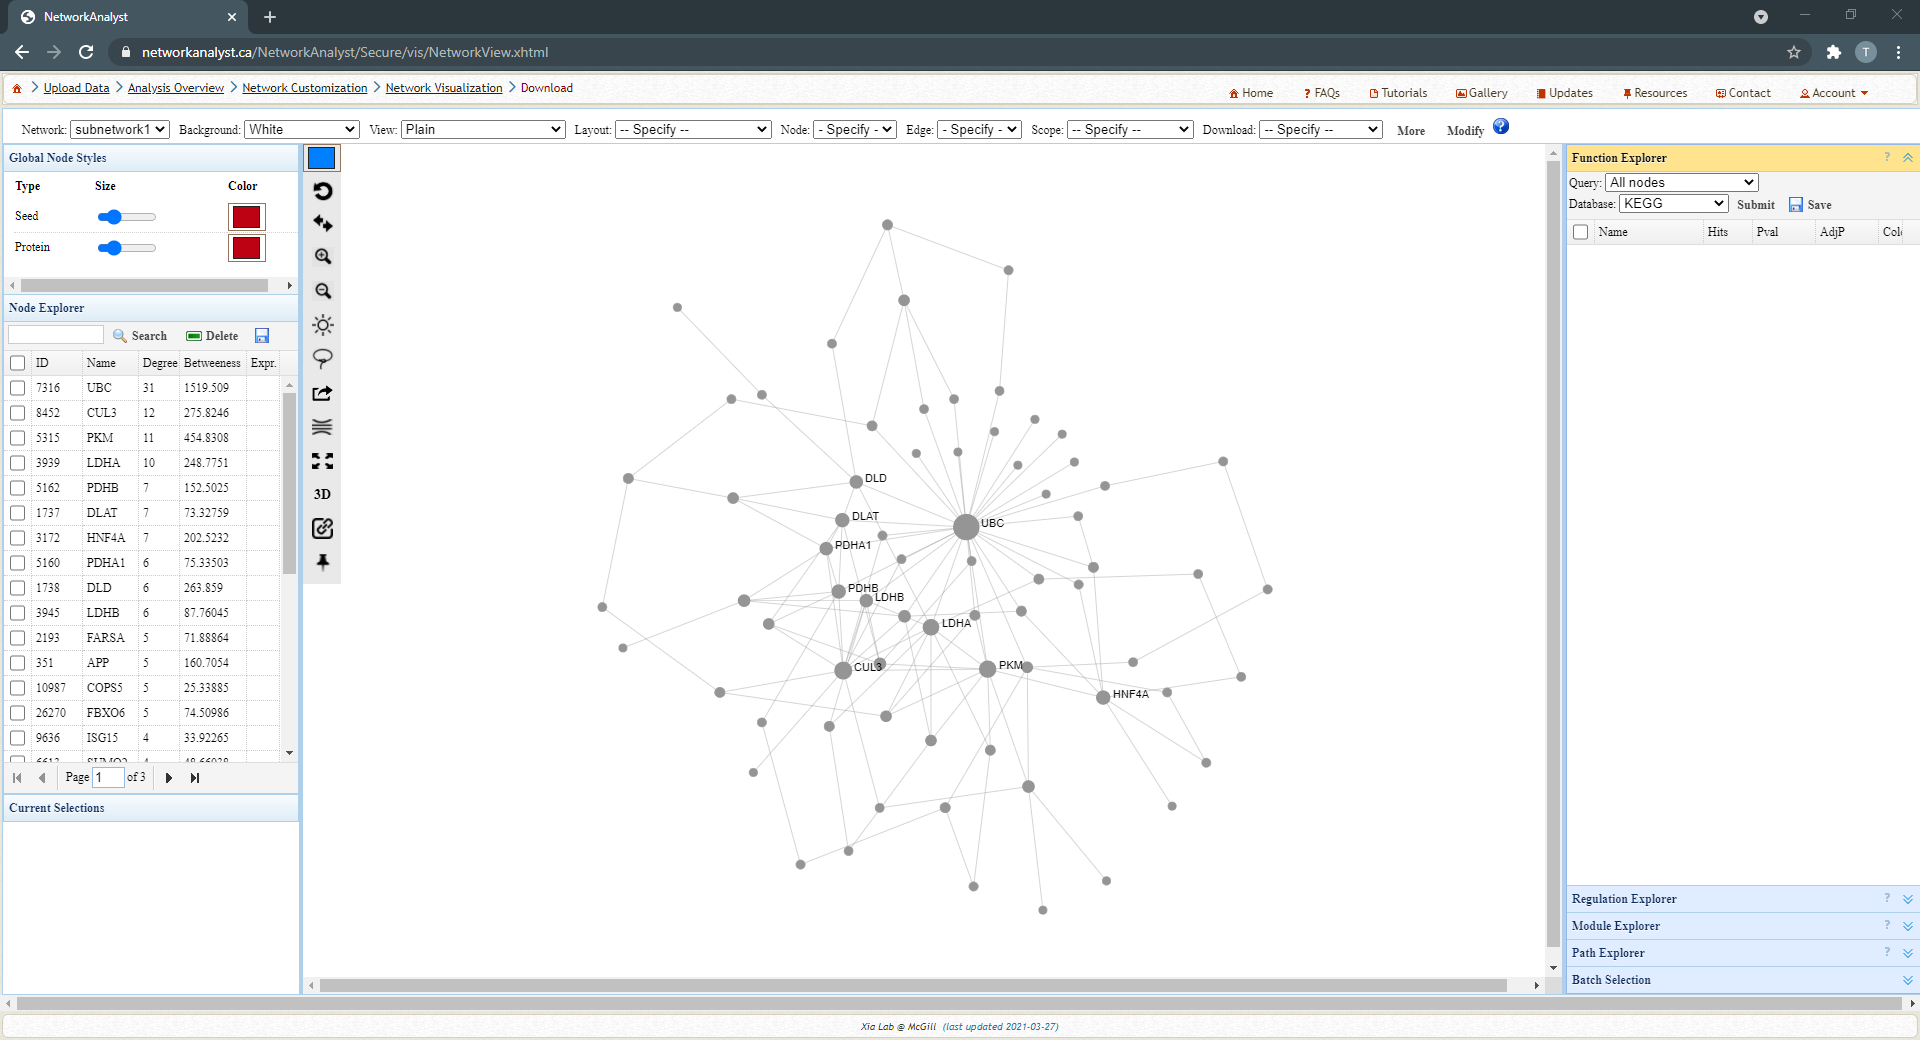 NetworkAnalyst
networkanalyst.ca/NetworkAnalyst/Secure/vis/NetworkView.xhtml
T
Upload Data Analysis Overview Network Customization Network Visualization Download
Home FAQs Tutorials Gallery Updates Resources Contact Account
Network: subnetwork1 Background: White View: Plain Layout: -- Specify -- Node: - Specify - Edge: - Specify - Scope: -- Specify -- Download: -- Specify -- More Modify
Global Node Styles
Type Size Color
Seed
Protein
Node Explorer
Search Delete
ID Name Degree Betweeness Expr.
7316 UBC 31 1519.509
8452 CUL3 12 275.8246
5315 PKM 11 454.8308
3939 LDHA 10 248.7751
5162 PDHB 7 152.5025
1737 DLAT 7 73.32759
3172 HNF4A 7 202.5232
5160 PDHA1 6 75.33503
1738 DLD 6 263.859
3945 LDHB 6 87.76045
2193 FARSA 5 71.88864
351 APP 5 160.7054
10987 COPS5 5 25.33885
26270 FBXO6 5 74.50986
9636 ISG15 4 33.92265
Page 1 of 3
Current Selections
3D
DLD
DLAT
UBC
PDHA1
PDHB
LDHB
LDHA
CUL3
PKM
HNF4A
Function Explorer ?
Query: All nodes
Database: KEGG Submit Save
Name Hits Pval AdjP
Regulation Explorer ?
Module Explorer ?
Path Explorer ?
Batch Selection
Xia Lab @ McGill (last updated 2021-03-27)